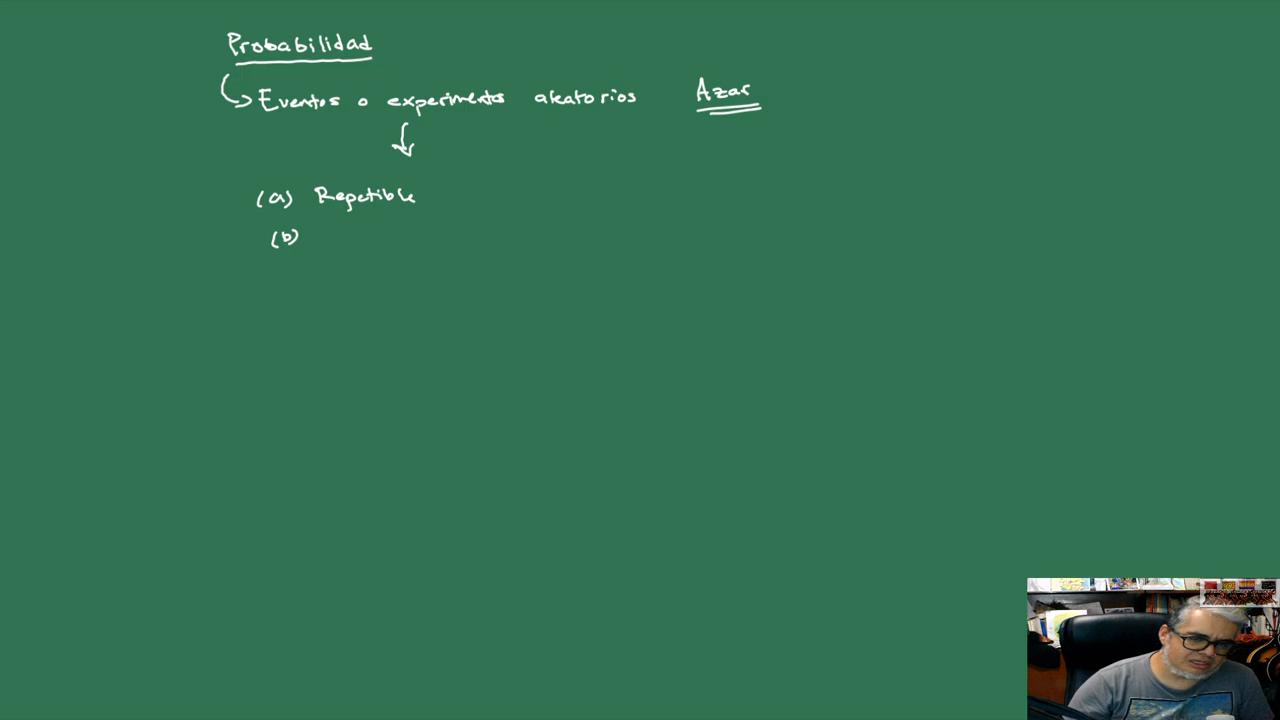 Probabilidad
Eventos o experimentos aleatorios Azar
(a) Repetible
(b)